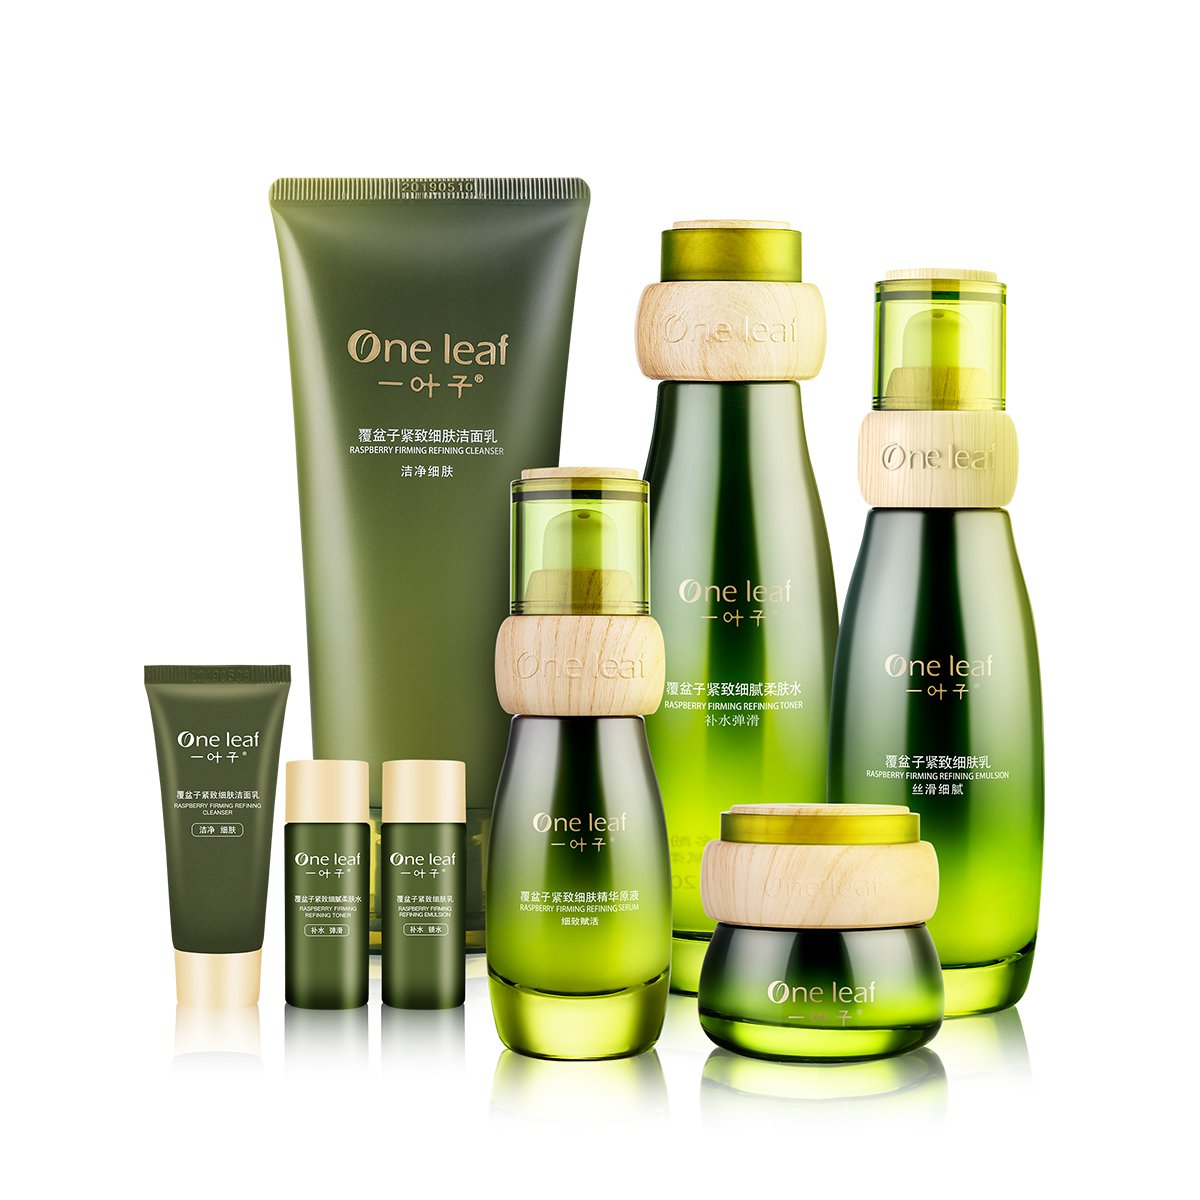 20190510
One leaf
一叶子®
覆盆子紧致细肤洁面乳
RASPBERRY FIRMING REFINING CLEANSER
洁净细肤
One leaf
One leaf
一叶子®
覆盆子紧致细腻柔肤水
RASPBERRY FIRMING REFINING TONER
补水弹滑
One leaf
One leaf
一叶子®
覆盆子紧致细肤乳
RASPBERRY FIRMING REFINING EMULSION
丝滑细腻
One leaf
One leaf
一叶子®
覆盆子紧致细肤精华原液
RASPBERRY FIRMING REFINING SERUM
细致赋活
One leaf
一叶子®
覆盆子紧致细肤洁面乳
RASPBERRY FIRMING REFINING
CLEANSER
洁净 细肤
One leaf
一叶子®
覆盆子紧致细腻柔肤水
RASPBERRY FIRMING
REFINING TONER
补水 弹滑
One leaf
一叶子®
覆盆子紧致细肤乳
RASPBERRY FIRMING
REFINING EMULSION
补水 锁水
One leaf
One leaf
一叶子®